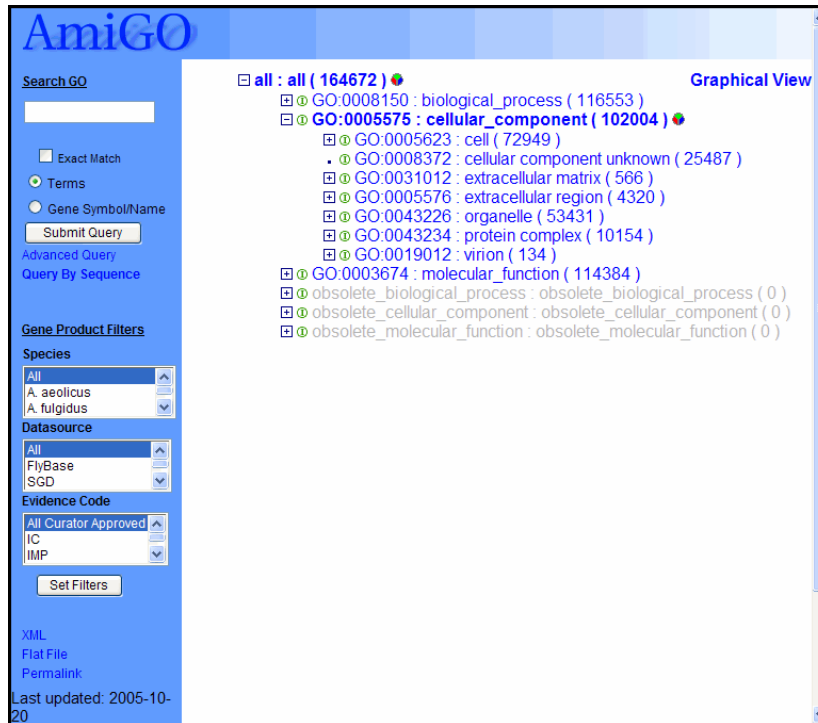 AmiGO
Search GO
Exact Match
Terms
Gene Symbol/Name
Submit Query
Advanced Query
Query By Sequence
Gene Product Filters
Species
All
A. aeolicus
A. fulgidus
Datasource
All
FlyBase
SGD
Evidence Code
All Curator Approved
IC
IMP
Set Filters
XML
Flat File
Permalink
Last updated: 2005-10-
20
all : all ( 164672 ) Graphical View
GO:0008150 : biological_process ( 116553 )
GO:0005575 : cellular_component ( 102004 )
GO:0005623 : cell ( 72949 )
GO:0008372 : cellular component unknown ( 25487 )
GO:0031012 : extracellular matrix ( 566 )
GO:0005576 : extracellular region ( 4320 )
GO:0043226 : organelle ( 53431 )
GO:0043234 : protein complex ( 10154 )
GO:0019012 : virion ( 134 )
GO:0003674 : molecular_function ( 114384 )
obsolete_biological_process : obsolete_biological_process ( 0 )
obsolete_cellular_component : obsolete_cellular_component ( 0 )
obsolete_molecular_function : obsolete_molecular_function ( 0 )